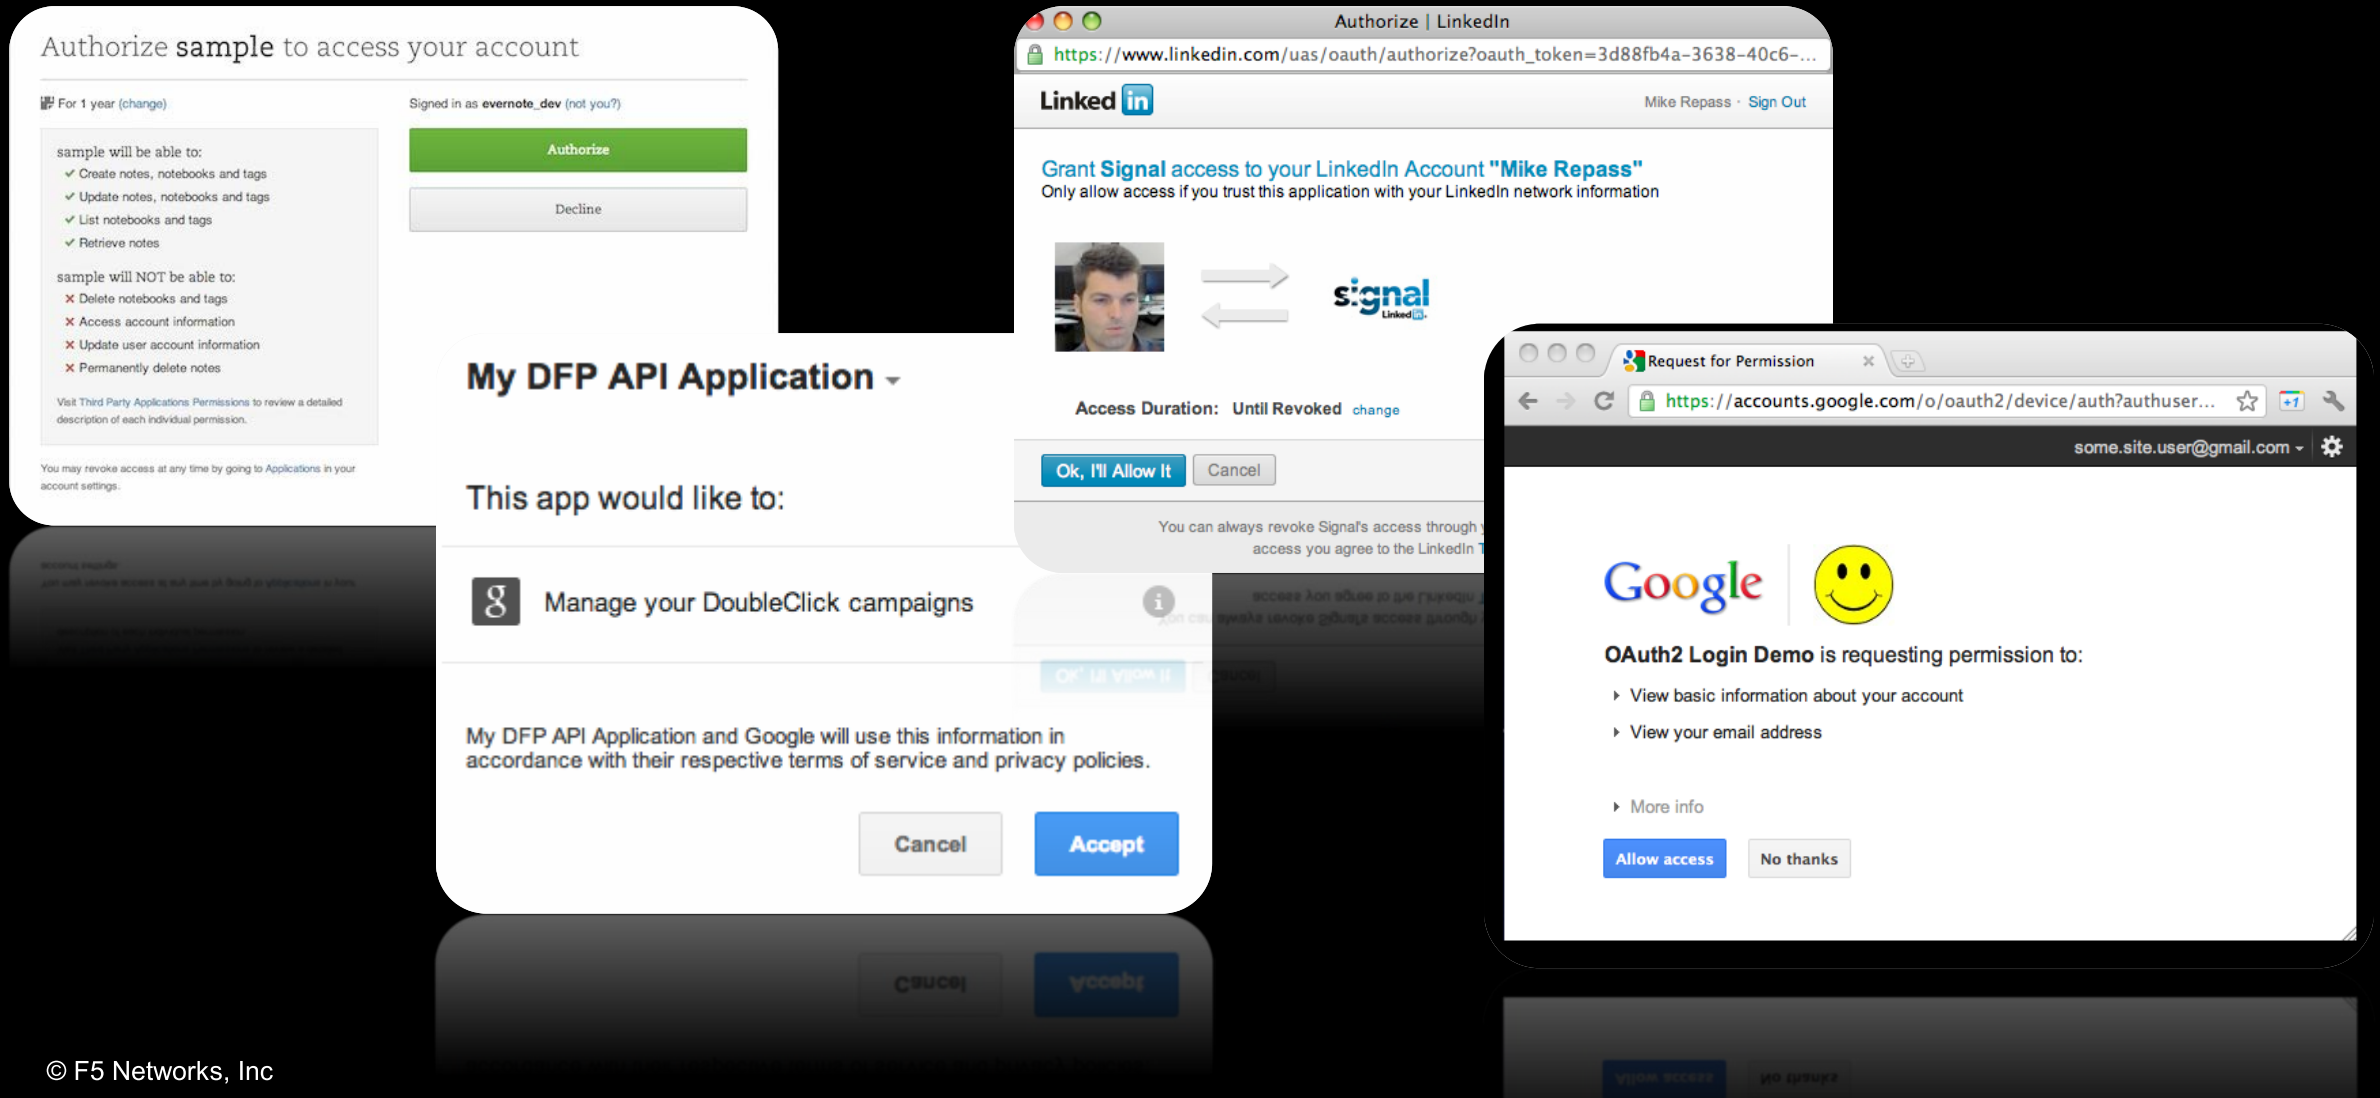 Authorize sample to access your account
For 1 year (change)
sample will be able to:
✓ Create notes, notebooks and tags
✓ Update notes, notebooks and tags
✓ List notebooks and tags
✓ Retrieve notes
sample will NOT be able to:
✕ Delete notebooks and tags
✕ Access account information
✕ Update user account information
✕ Permanently delete notes
Visit Third Party Applications Permissions to review a detailed
description of each individual permission.
You may revoke access at any time by going to Applications in your
account settings.
Signed in as evernote_dev (not you?)
Authorize
Decline
My DFP API Application
This app would like to:
g Manage your DoubleClick campaigns
i
My DFP API Application and Google will use this information in
accordance with their respective terms of service and privacy policies.
Cancel Accept
Authorize | LinkedIn
https://www.linkedin.com/uas/oauth/authorize?oauth_token=3d88fb4a-3638-40c6-...
Linked in
Mike Repass · Sign Out
Grant Signal access to your LinkedIn Account "Mike Repass"
Only allow access if you trust this application with your LinkedIn network information
signal
Linked in.
Access Duration: Until Revoked change
Ok, I'll Allow It Cancel
You can always revoke Signal's access through
access you agree to the LinkedIn
Request for Permission
https://accounts.google.com/o/oauth2/device/auth?authuser...
+1
some.site.user@gmail.com
Google
OAuth2 Login Demo is requesting permission to:
View basic information about your account
View your email address
More info
Allow access No thanks
© F5 Networks, Inc